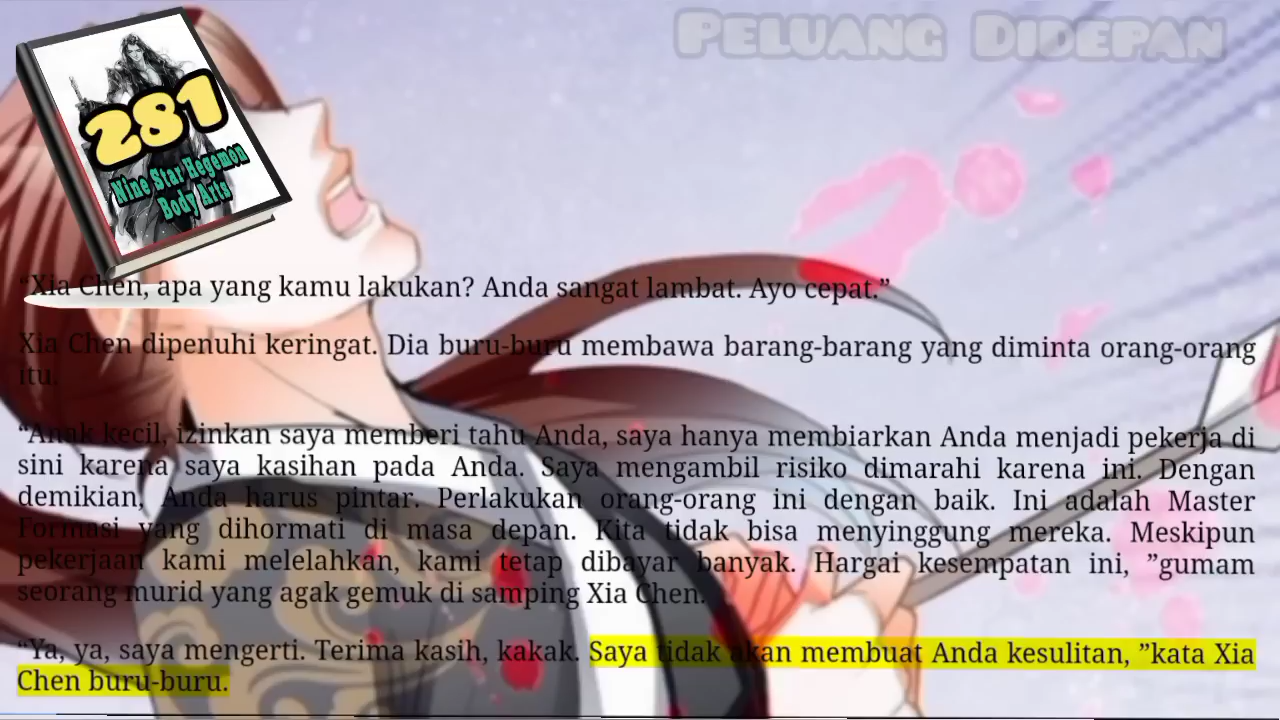 Peluang Didepan
281
Nine Star Hegemon
Body Arts
“Xia Chen, apa yang kamu lakukan? Anda sangat lambat. Ayo cepat.”
Xia Chen dipenuhi keringat. Dia buru-buru membawa barang-barang yang diminta orang-orang
itu.
“Anak kecil, izinkan saya memberi tahu Anda, saya hanya membiarkan Anda menjadi pekerja di
sini karena saya kasihan pada Anda. Saya mengambil risiko dimarahi karena ini. Dengan
demikian, Anda harus pintar. Perlakukan orang-orang ini dengan baik. Ini adalah Master
Formasi yang dihormati di masa depan. Kita tidak bisa menyinggung mereka. Meskipun
pekerjaan kami melelahkan, kami tetap dibayar banyak. Hargai kesempatan ini, ”gumam
seorang murid yang agak gemuk di samping Xia Chen.
“Ya, ya, saya mengerti. Terima kasih, kakak. Saya tidak akan membuat Anda kesulitan, ”kata Xia
Chen buru-buru.